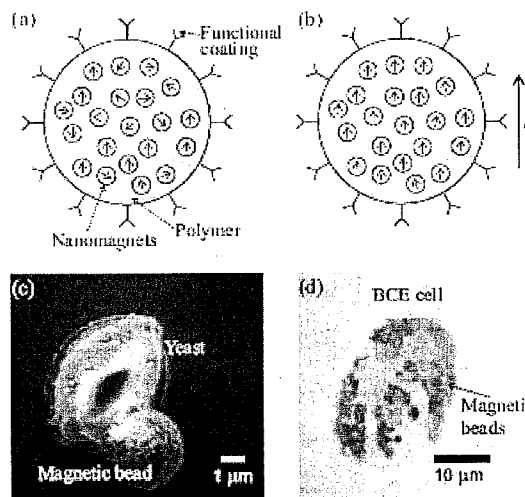 (a)
Functional
coating
(b)
Nanomagnets
Polymer
(c)
Yeast
Magnetic bead
1 µm
(d)
BCE cell
Magneti
beads
10 µm